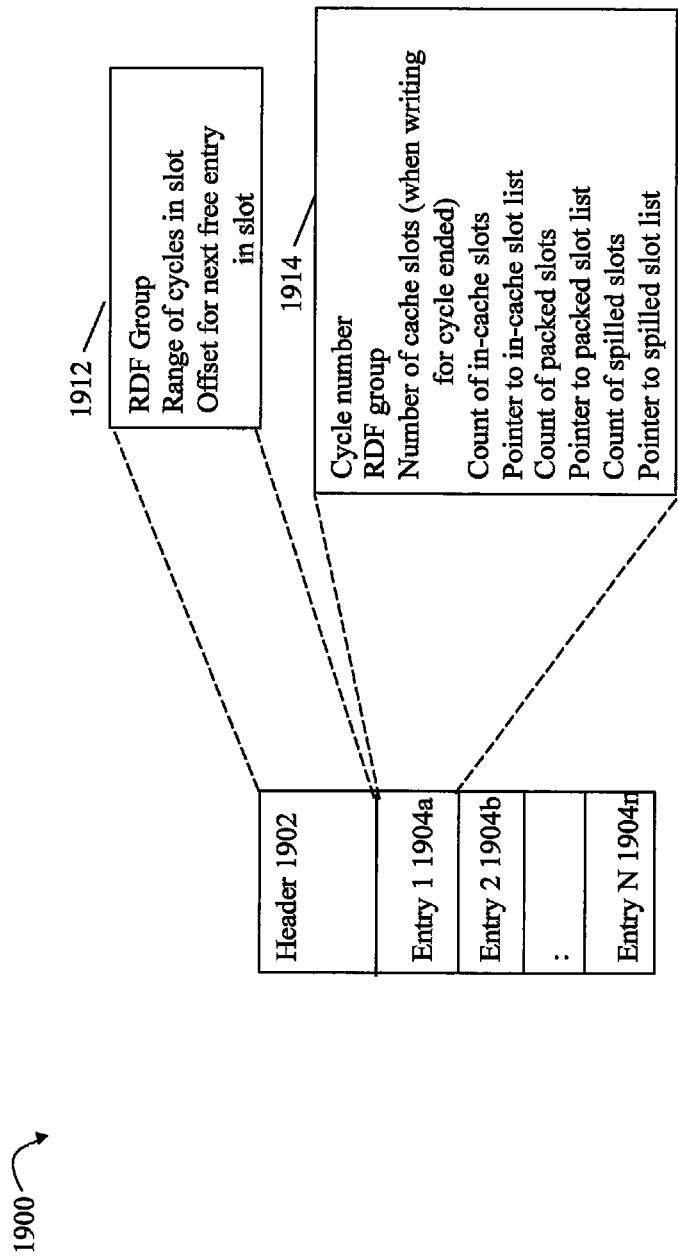 1900
Header 1902
Entry 1 1904a
Entry 2 1904b
:
Entry N 1904n
1912
RDF Group
Range of cycles in slot
Offset for next free entry
in slot
1914
Cycle number
RDF group
Number of cache slots (when writing
for cycle ended)
Count of in-cache slots
Pointer to in-cache slot list
Count of packed slots
Pointer to packed slot list
Count of spilled slots
Pointer to spilled slot list